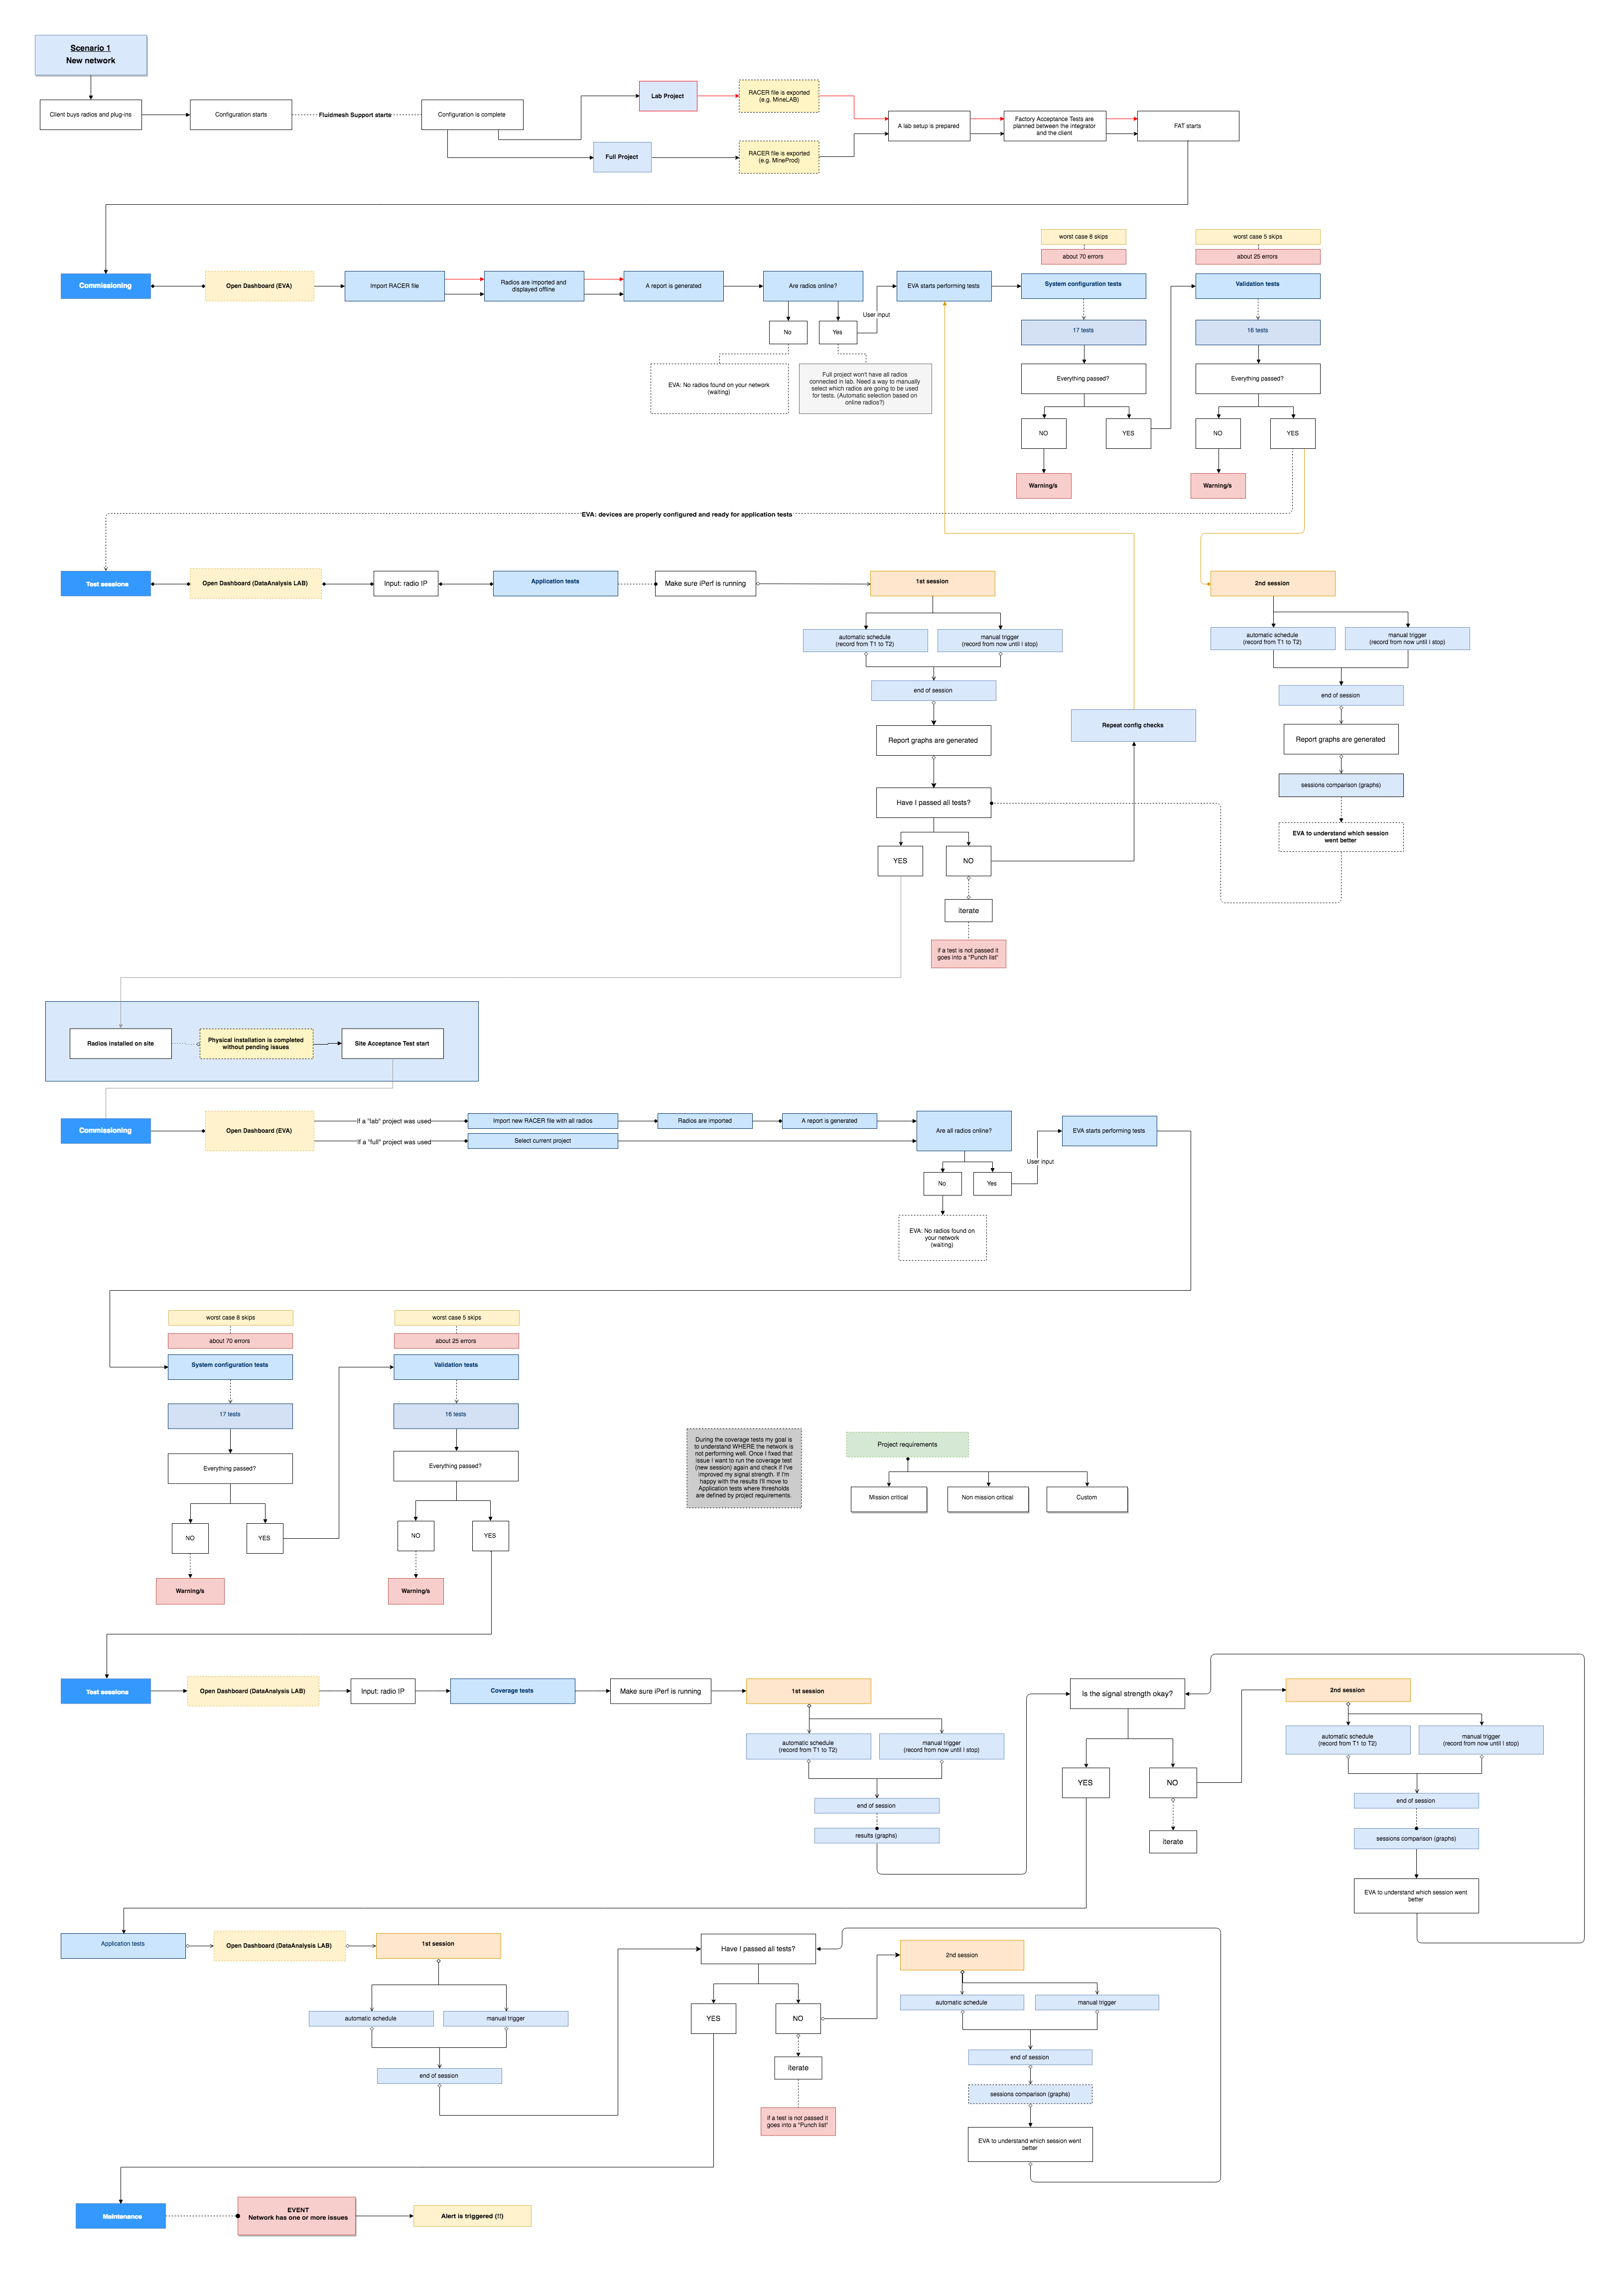 Scenario 1
New network
Client buys radios and plug-ins
Configuration starts
Fluidmesh Support starts
Configuration is complete
Lab Project
RACER file is exported
(e.g. MineLAB)
Full Project
RACER file is exported
(e.g. MineProd)
A lab setup is prepared
Factory Acceptance Tests are
planned between the integrator
and the client
FAT starts
worst case 8 skips
about 70 errors
worst case 5 skips
about 25 errors
Commissioning
Open Dashboard (EVA)
Import RACER file
Radios are imported and
displayed offline
A report is generated
Are radios online?
EVA starts performing tests
System configuration tests
Validation tests
User input
No
Yes
17 tests
16 tests
EVA: No radios found on your network
(waiting)
Full project won't have all radios
connected in lab. Need a way to manually
select which radios are going to be used
for tests. (Automatic selection based on
online radios?)
Everything passed?
Everything passed?
NO
YES
NO
YES
Warning/s
Warning/s
EVA: devices are properly configured and ready for application tests
Test sessions
Open Dashboard (DataAnalysis LAB)
Input: radio IP
Application tests
Make sure iPerf is running
1st session
2nd session
automatic schedule
(record from T1 to T2)
manual trigger
(record from now until I stop)
automatic schedule
(record from T1 to T2)
manual trigger
(record from now until I stop)
end of session
end of session
Report graphs are generated
Repeat config checks
Report graphs are generated
sessions comparison (graphs)
Have I passed all tests?
EVA to understand which session
went better
YES
NO
iterate
if a test is not passed it
goes into a "Punch list"
Radios installed on site
Physical installation is completed
without pending issues
Site Acceptance Test start
Commissioning
Open Dashboard (EVA)
If a "lab" project was used
Import new RACER file with all radios
Radios are imported
A report is generated
If a "full" project was used
Select current project
Are all radios online?
EVA starts performing tests
User input
No
Yes
EVA: No radios found on
your network
(waiting)
worst case 8 skips
about 70 errors
System configuration tests
17 tests
Everything passed?
NO
YES
Warning/s
worst case 5 skips
about 25 errors
Validation tests
16 tests
Everything passed?
NO
YES
Warning/s
During the coverage tests my goal is
to understand WHERE the network is
not performing well. Once I fixed that
issue I want to run the coverage test
(new session) again and check if I've
improved my signal strength. If I'm
happy with the results I'll move to
Application tests where thresholds
are defined by project requirements.
Project requirements
Mission critical
Non mission critical
Custom
Test sessions
Open Dashboard (DataAnalysis LAB)
Input: radio IP
Coverage tests
Make sure iPerf is running
1st session
automatic schedule
(record from T1 to T2)
manual trigger
(record from now until I stop)
end of session
results (graphs)
Is the signal strength okay?
YES
NO
iterate
2nd session
automatic schedule
(record from T1 to T2)
manual trigger
(record from now until I stop)
end of session
sessions comparison (graphs)
EVA to understand which session went
better
Application tests
Open Dashboard (DataAnalysis LAB)
1st session
automatic schedule
manual trigger
end of session
Have I passed all tests?
YES
NO
iterate
if a test is not passed it
goes into a "Punch list"
2nd session
automatic schedule
manual trigger
end of session
sessions comparison (graphs)
EVA to understand which session went
better
Maintenance
EVENT
Network has one or more issues
Alert is triggered (!!)